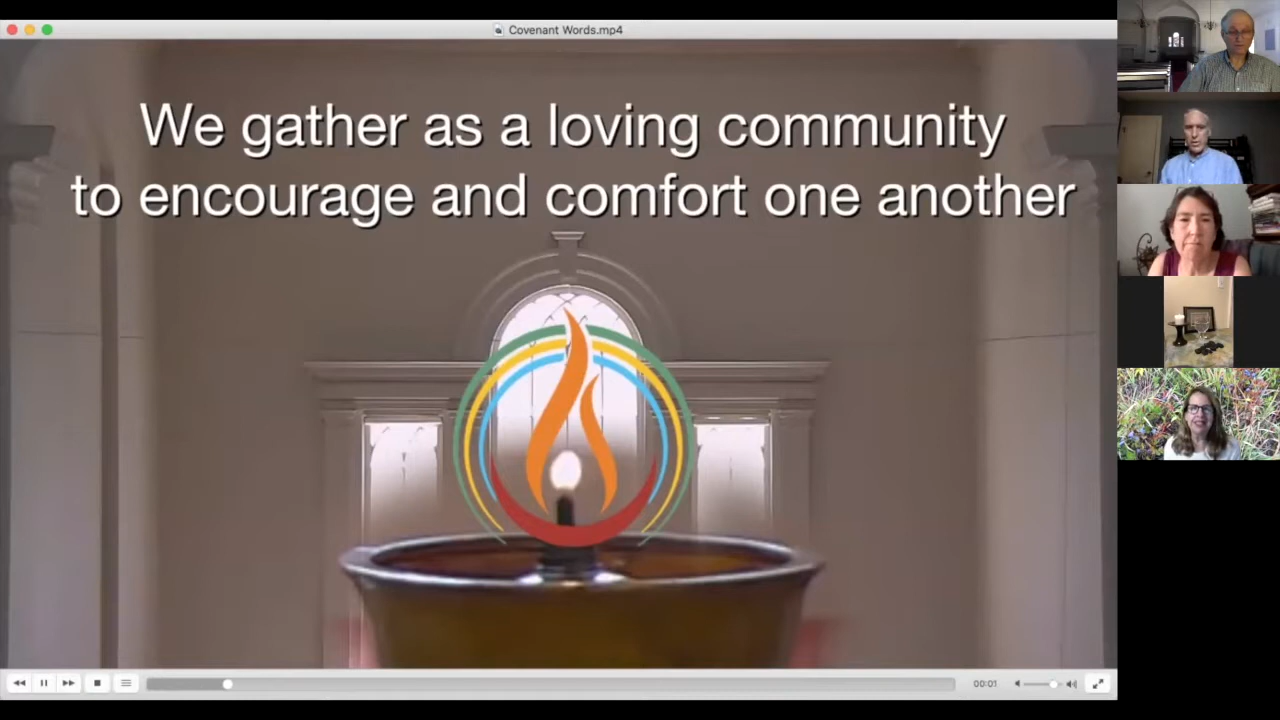 Covenant Words.mp4
We gather as a loving community
to encourage and comfort one another
00:01